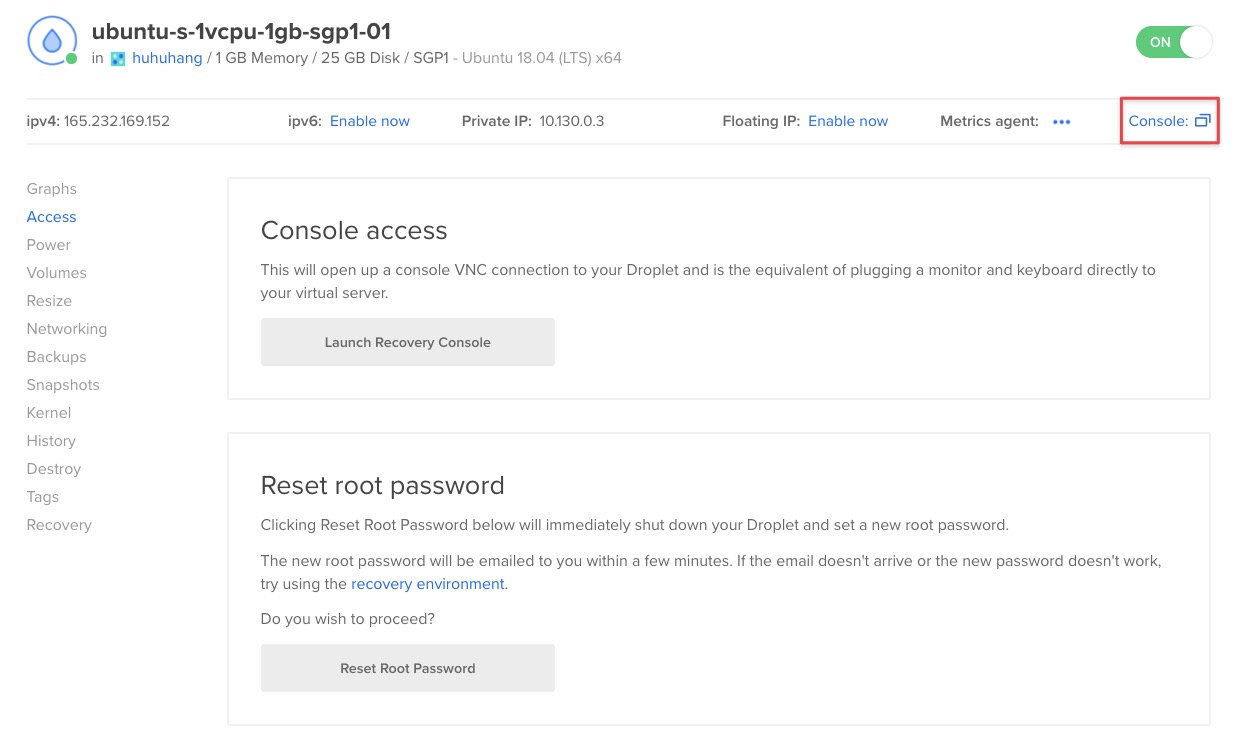 ubuntu-s-1vcpu-1gb-sgp1-01
in huhuhang / 1 GB Memory / 25 GB Disk / SGP1 - Ubuntu 18.04 (LTS) x64
ON
ipv4: 165.232.169.152 ipv6: Enable now Private IP: 10.130.0.3 Floating IP: Enable now Metrics agent: ••• Console:
Graphs
Access
Power
Volumes
Resize
Networking
Backups
Snapshots
Kernel
History
Destroy
Tags
Recovery
Console access
This will open up a console VNC connection to your Droplet and is the equivalent of plugging a monitor and keyboard directly to
your virtual server.
Launch Recovery Console
Reset root password
Clicking Reset Root Password below will immediately shut down your Droplet and set a new root password.
The new root password will be emailed to you within a few minutes. If the email doesn't arrive or the new password doesn't work,
try using the recovery environment.
Do you wish to proceed?
Reset Root Password